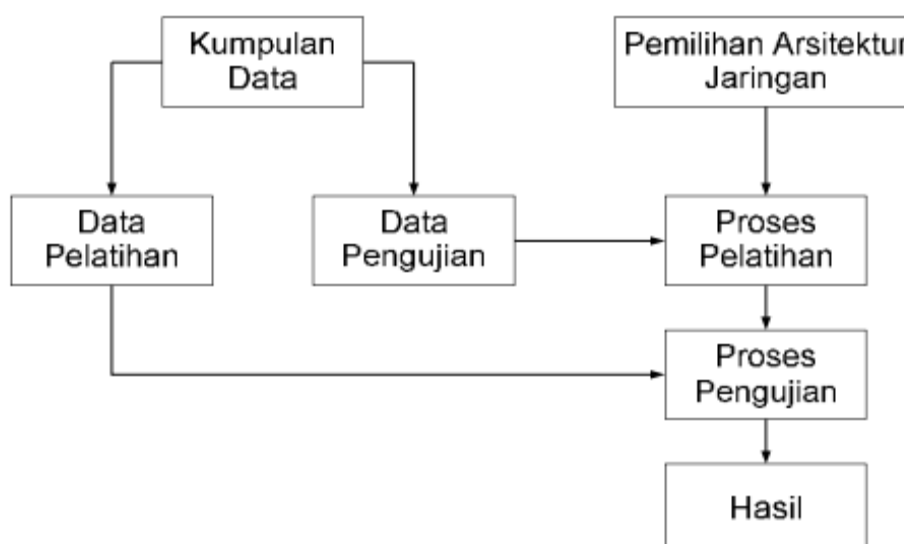 Kumpulan
Data
Pemilihan Arsitektur
Jaringan
Data
Pelatihan
Data
Pengujian
Proses
Pelatihan
Proses
Pengujian
Hasil